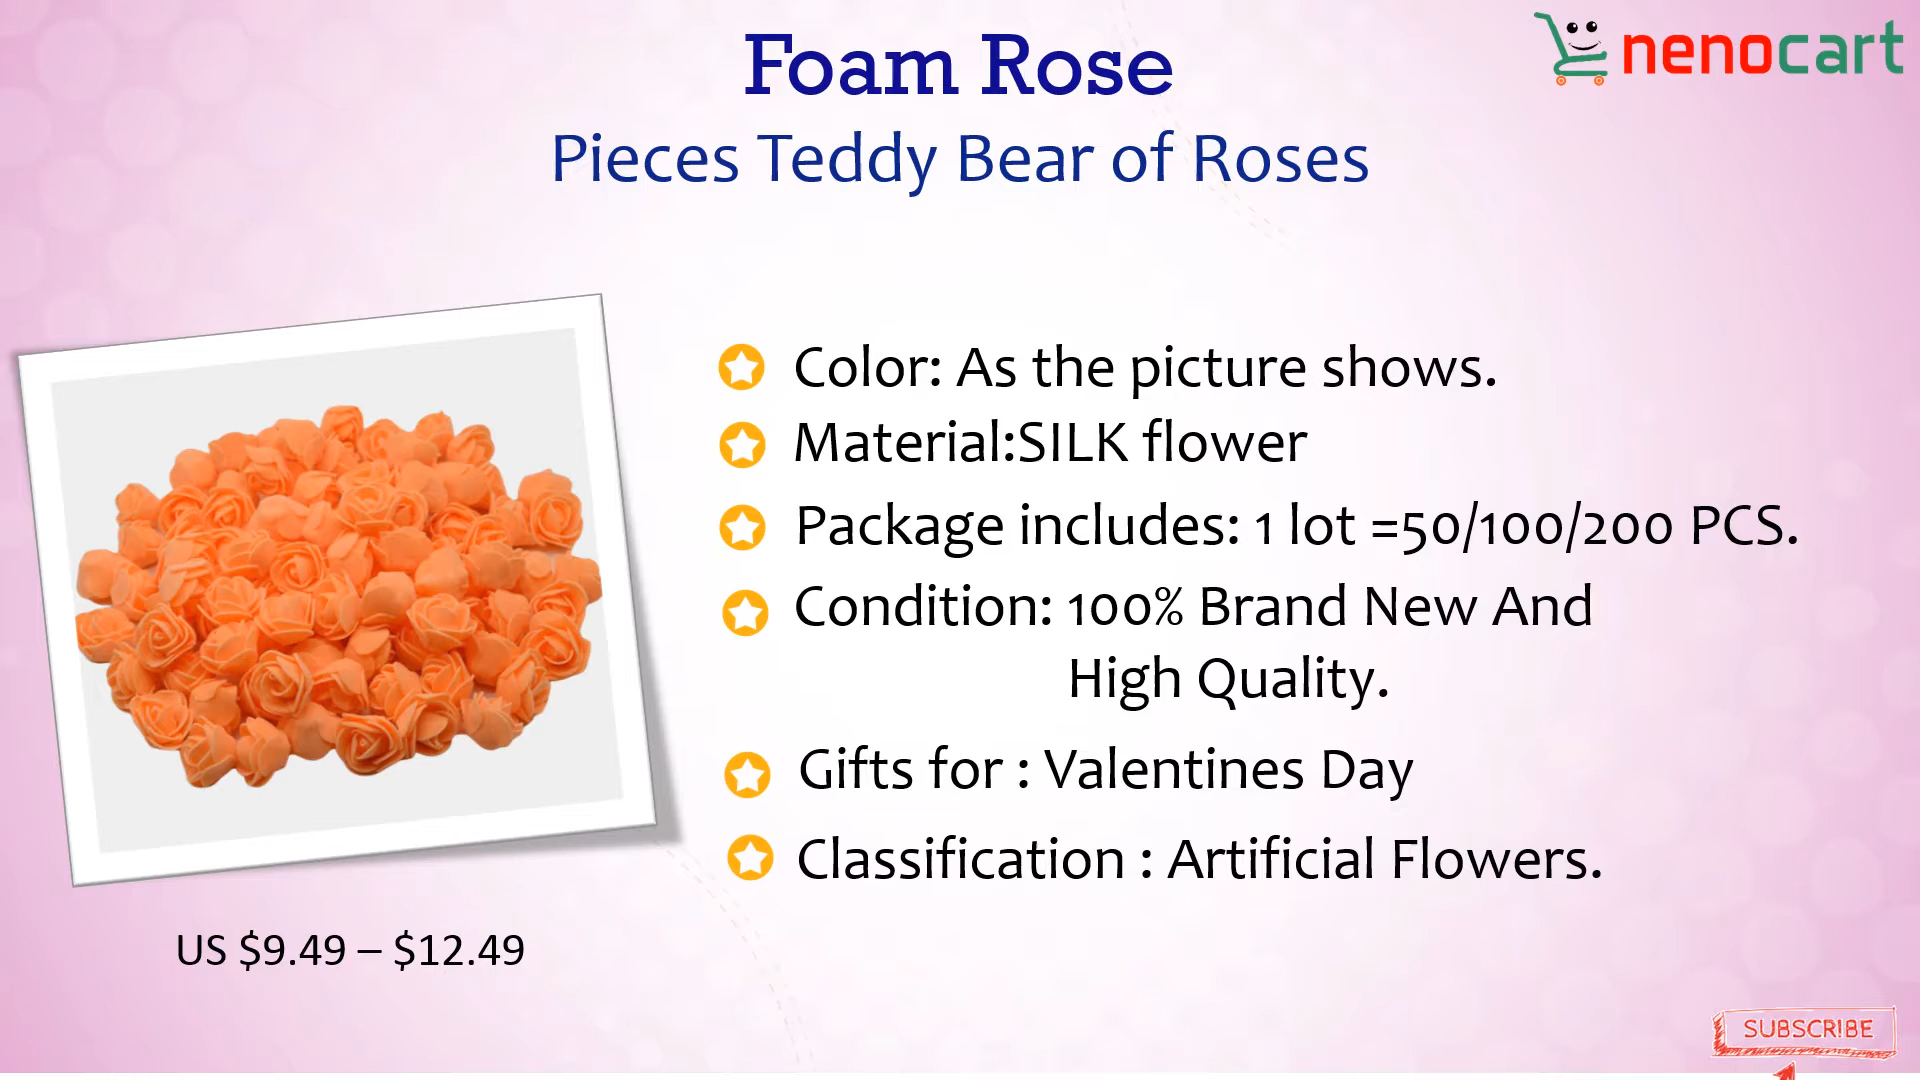 Foam Rose
nenocart
Pieces Teddy Bear of Roses
Color: As the picture shows.
Material:SILK flower
Package includes: 1 lot =50/100/200 PCS.
Condition: 100% Brand New And
High Quality.
Gifts for : Valentines Day
Classification : Artificial Flowers.
US $9.49 – $12.49
SUBSCRIBE